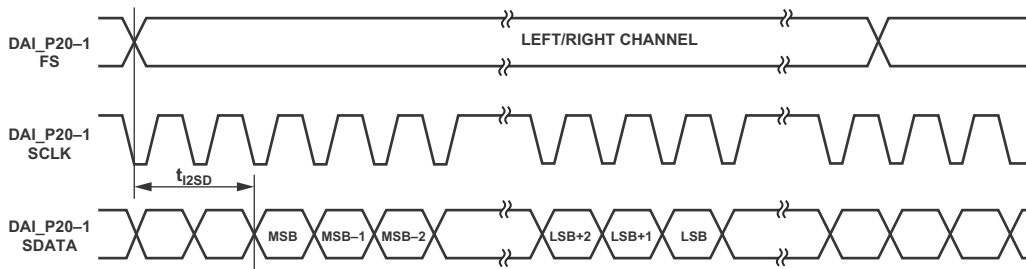 DAI_P20–1
FS
LEFT/RIGHT CHANNEL
DAI_P20–1
SCLK
tI2SD
DAI_P20–1
SDATA
MSB
MSB–1
MSB–2
LSB+2
LSB+1
LSB